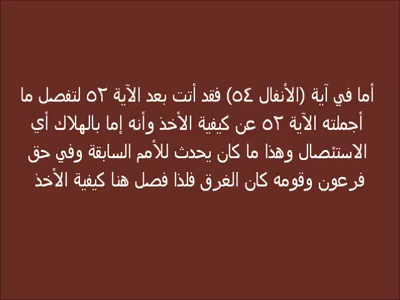 أما في آية (الأنفال ٥٤) فقد أتت بعد الآية ٥٢ لتفصل ما
أجملته الآية ٥٢ عن كيفية الأخذ وأنه إما بالهلاك أي
الاستئصال وهذا ما كان يحدث للأمم السابقة وفي حق
فرعون وقومه كان الغرق فلذا فصل هنا كيفية الأخذ